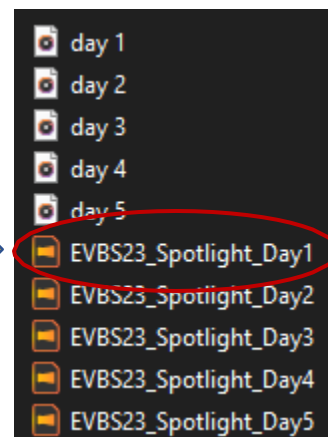 day 1
day 2
day 3
day 4
day 5
EVBS23_Spotlight_Day1
EVBS23_Spotlight_Day2
EVBS23_Spotlight_Day3
EVBS23_Spotlight_Day4
EVBS23_Spotlight_Day5